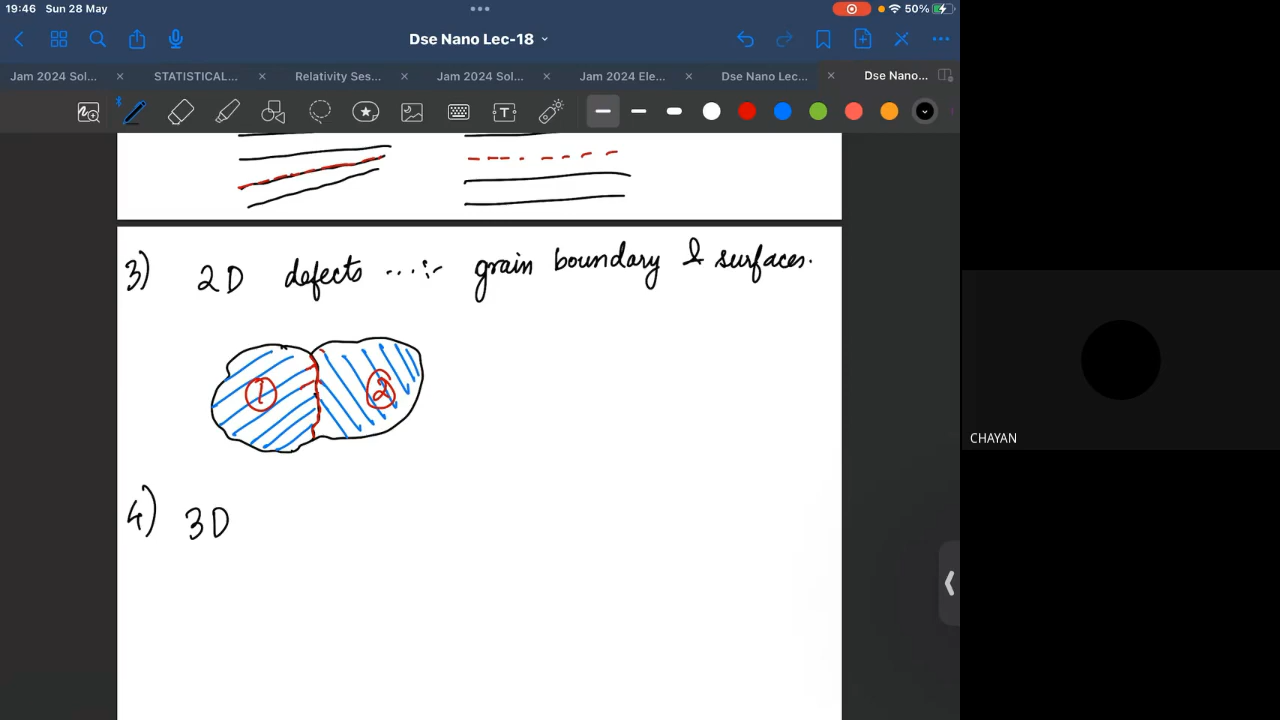 19:46 Sun 28 May
50%
Dse Nano Lec-18
Jam 2024 Sol...
STATISTICAL...
Relativity Ses...
Jam 2024 Sol...
Jam 2024 Ele...
Dse Nano Lec...
Dse Nano...
T
3) 2D defects ...:- grain boundary & surfaces.
1 2
4) 3D
CHAYAN